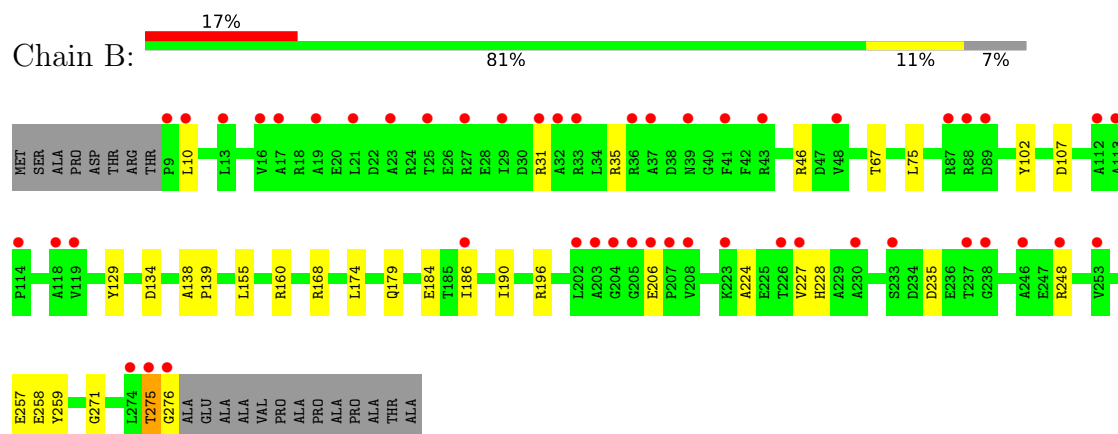 17%
Chain B:
81% 11% 7%
MET SER ALA PRO ASP THR ARG THR P9 L10 L13 V16 A17 R18 A19 E20 L21 D22 A23 R24 T25 E26 R27 E28 I29 D30 R31 A32 R33 L34 R35 R36 A37 D38 N39 G40 F41 F42 R43 R46 D47 V48 T67 L75 R87 R88 D89 Y102 D107 A112 A113
P114 A118 V119 Y129 D134 A138 P139 L155 R160 R168 L174 Q179 E184 T185 I186 I190 R196 L202 A203 G204 G205 E206 P207 V208 K223 A224 E225 T226 V227 H228 A229 A230 S233 D234 D235 E236 T237 G238 A246 E247 R248 V253
E257 E258 Y259 G271 L274 T275 G276 ALA GLU ALA ALA VAL PRO ALA PRO ALA PRO ALA THR ALA